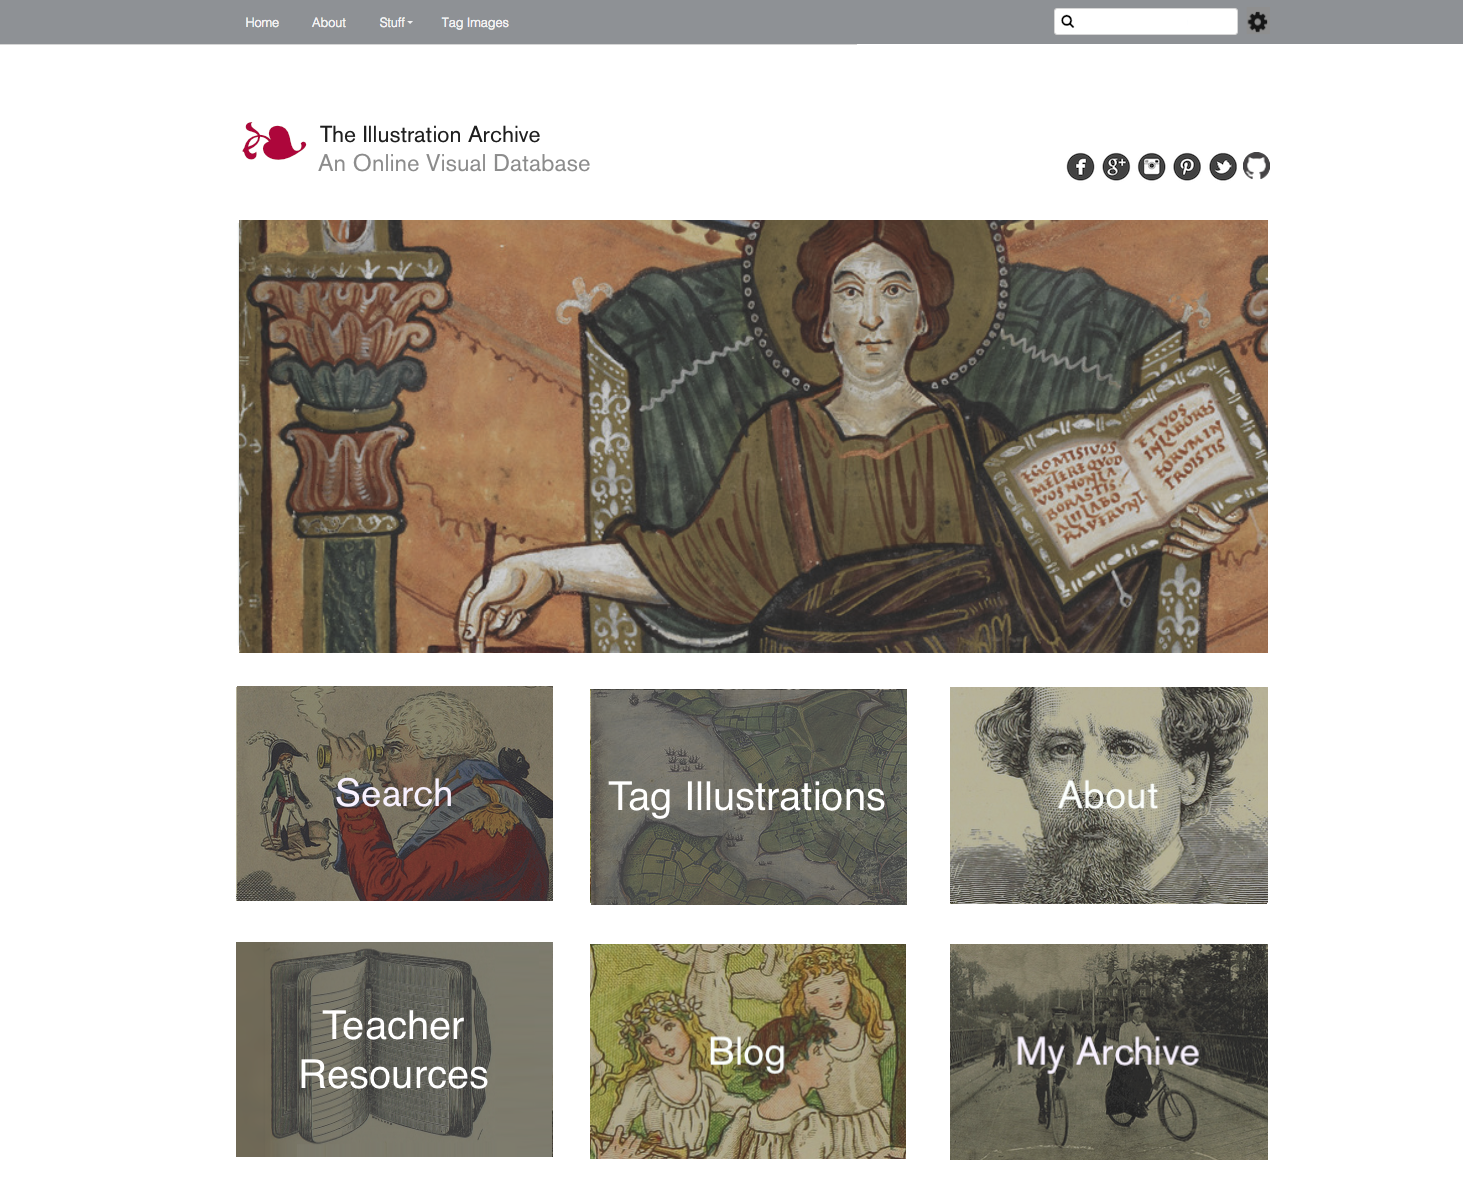 Home
About
Stuff
Tag Images
The Illustration Archive
An Online Visual Database
EGO MISI VOS
METERE QUOD
VOS NON LA
BORASTIS
ALII LABO
RAVERUNT.
ET VOS
IN LABORES
EORUM IN
TROISTIS
Search
Tag Illustrations
About
Teacher
Resources
Blog
My Archive